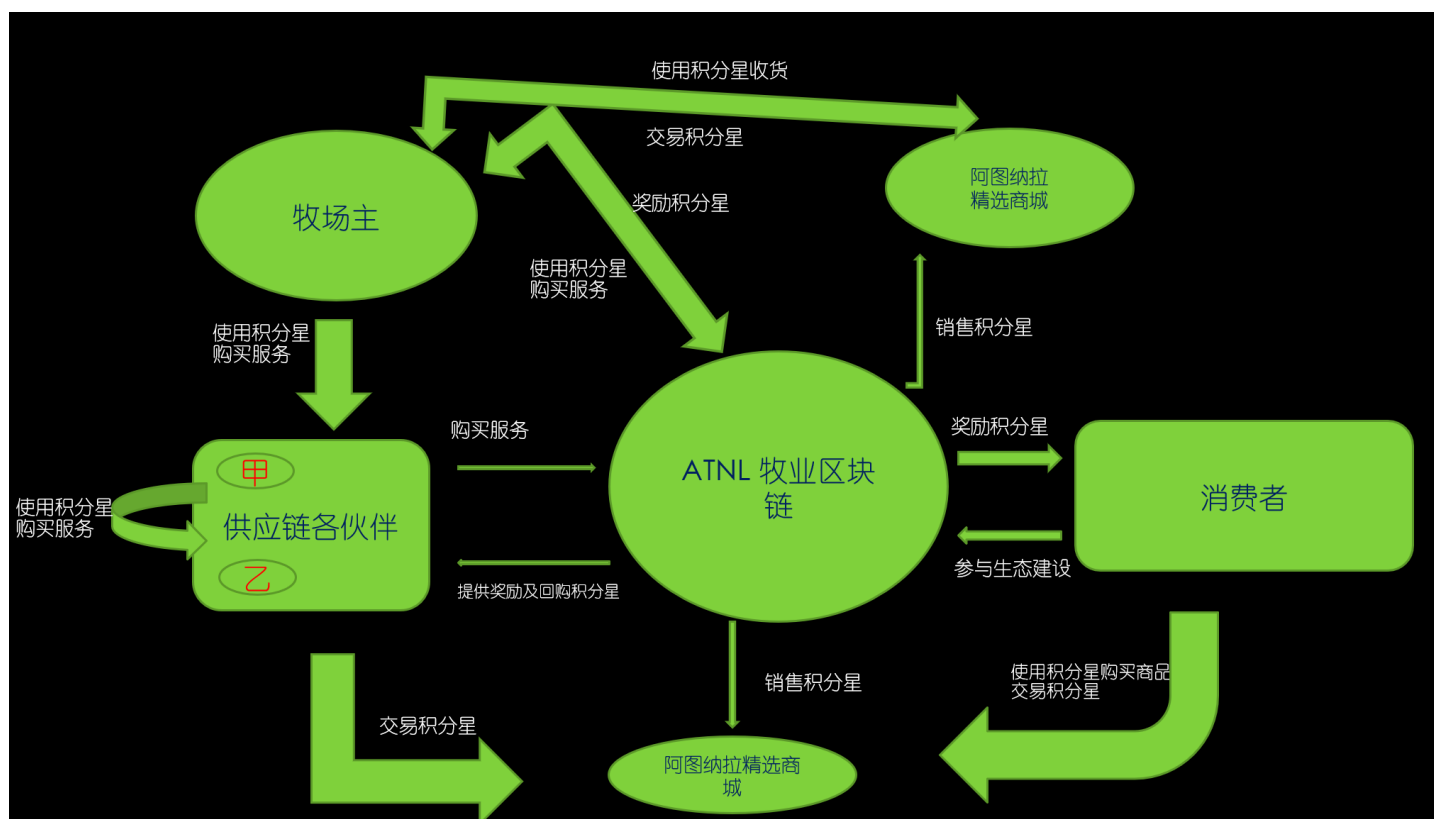 使用积分星收货
交易积分星
阿图纳拉
精选商城
牧场主
奖励积分星
使用积分星
购买服务
销售积分星
使用积分星
购买服务
购买服务
奖励积分星
ATNL 牧业区块
链
消费者
甲
使用积分星
购买服务
供应链各伙伴
乙
参与生态建设
提供奖励及回购积分星
销售积分星
使用积分星购买商品
交易积分星
交易积分星
阿图纳拉精选商
城